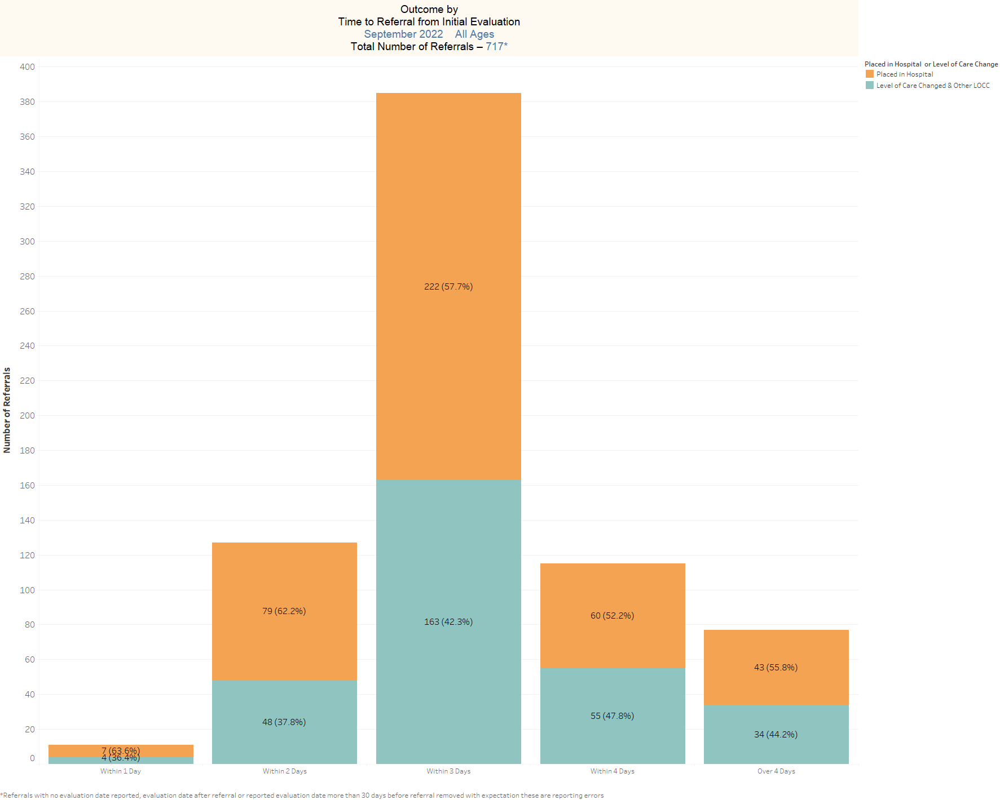 Outcome by
Time to Referral from Initial Evaluation
September 2022 All Ages
Total Number of Referrals – 717*
Placed in Hospital or Level of Care Change
Placed in Hospital
Level of Care Changed & Other LOCC
Number of Referrals
400
380
360
340
320
300
280
260
240
220
200
180
160
140
120
100
80
60
40
20
0
7 (63.6%)
4 (36.4%)
79 (62.2%)
48 (37.8%)
222 (57.7%)
163 (42.3%)
60 (52.2%)
55 (47.8%)
43 (55.8%)
34 (44.2%)
Within 1 Day
Within 2 Days
Within 3 Days
Within 4 Days
Over 4 Days
*Referrals with no evaluation date reported, evaluation date after referral or reported evaluation date more than 30 days before referral removed with expectation these are reporting errors